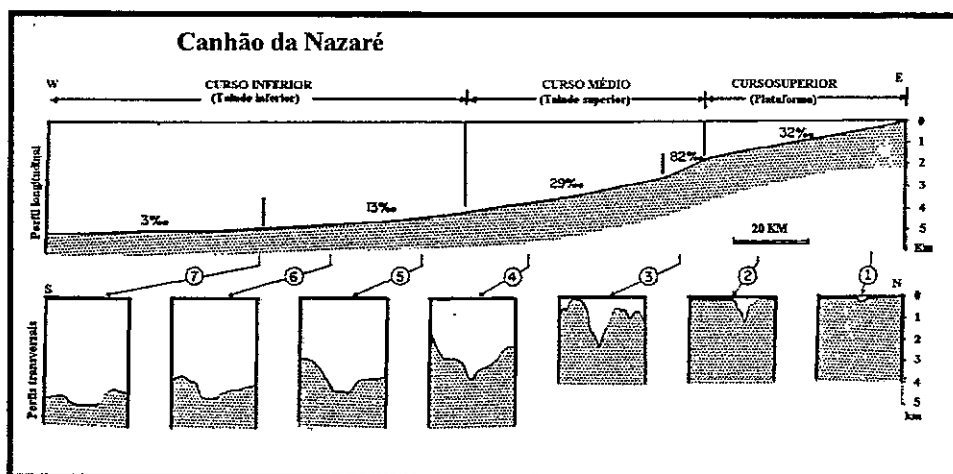 Canhão da Nazaré
W
E
CURSO INFERIOR
(Talude inferior)
CURSO MÉDIO
(Talude superior)
CURSOSUPERIOR
(Plataforma)
Perfil longitudinal
3‰
13‰
29‰
82‰
32‰
0
1
2
3
4
5
Km
20 KM
7
6
5
4
3
2
1
S
N
Perfis transversais
0
1
2
3
4
5
km